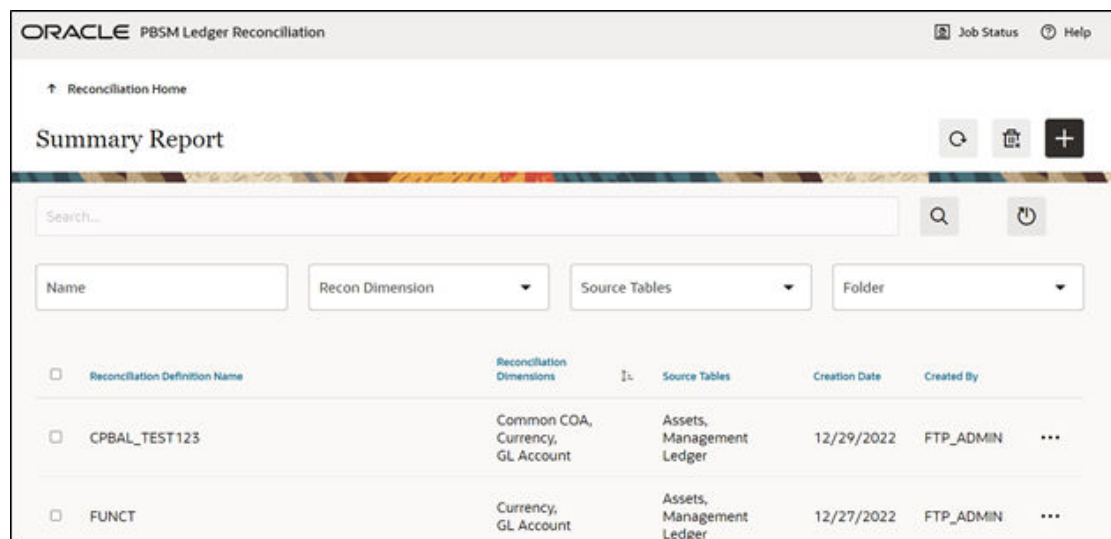 ORACLE PBSM Ledger Reconciliation Job Status Help
Reconciliation Home
Summary Report
Search...
Name Recon Dimension Source Tables Folder
Reconciliation Definition Name Reconciliation Dimensions Source Tables Creation Date Created By
CPBAL_TEST123 Common COA, Currency, GL Account Assets, Management Ledger 12/29/2022 FTP_ADMIN
FUNCT Currency, GL Account Assets, Management Ledger 12/27/2022 FTP_ADMIN